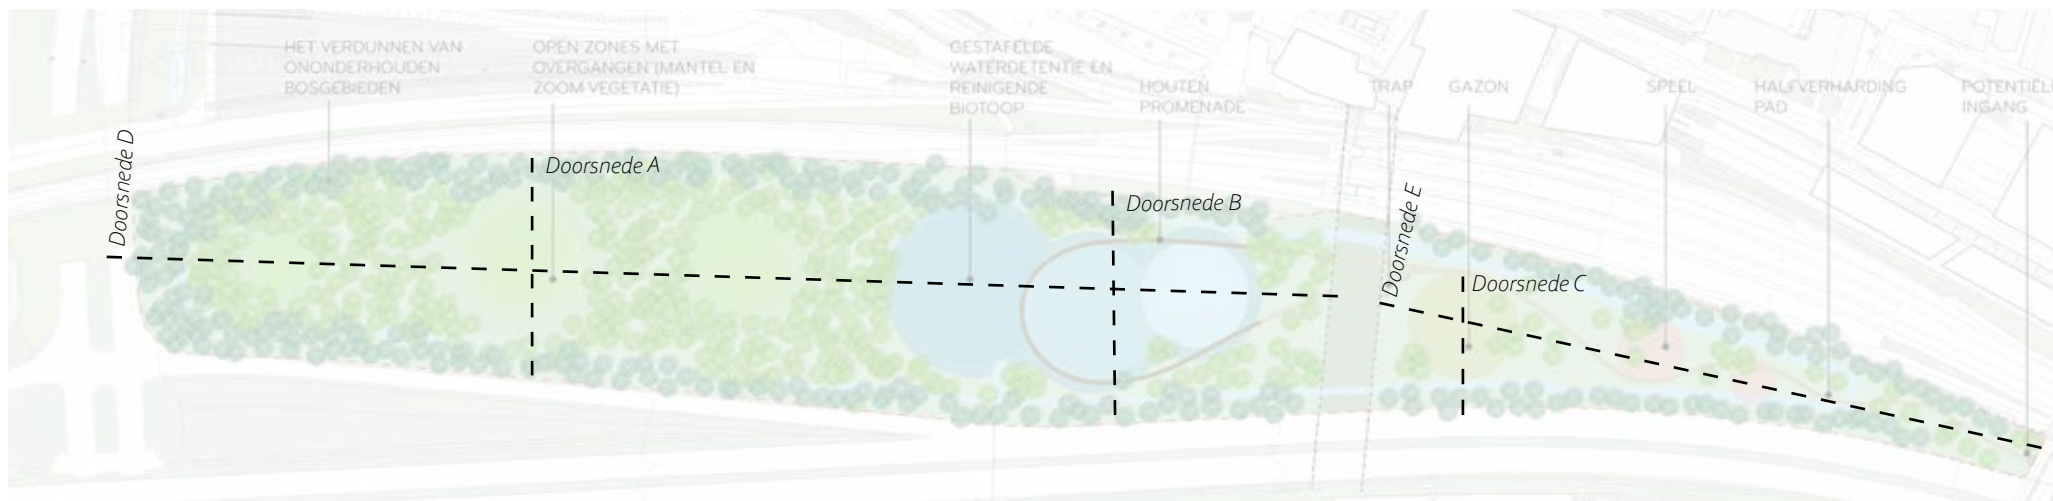 HET VERDUNNEN VAN
ONONDERHOUDEN
BOSGEBIEDEN
OPEN ZONES MET
OVERGANGEN (MANTEL EN
ZOOM-VEGETATIE)
GESTAFELDE
WATERDETENTIE EN
REINIGENDE
BIOTOOP
HOUTEN
PROMENADE
TRAP
GAZON
SPEEL
HALFVERHARDING
PAD
INGANG
Doorsnede D
Doorsnede A
Doorsnede B
Doorsnede E
Doorsnede C